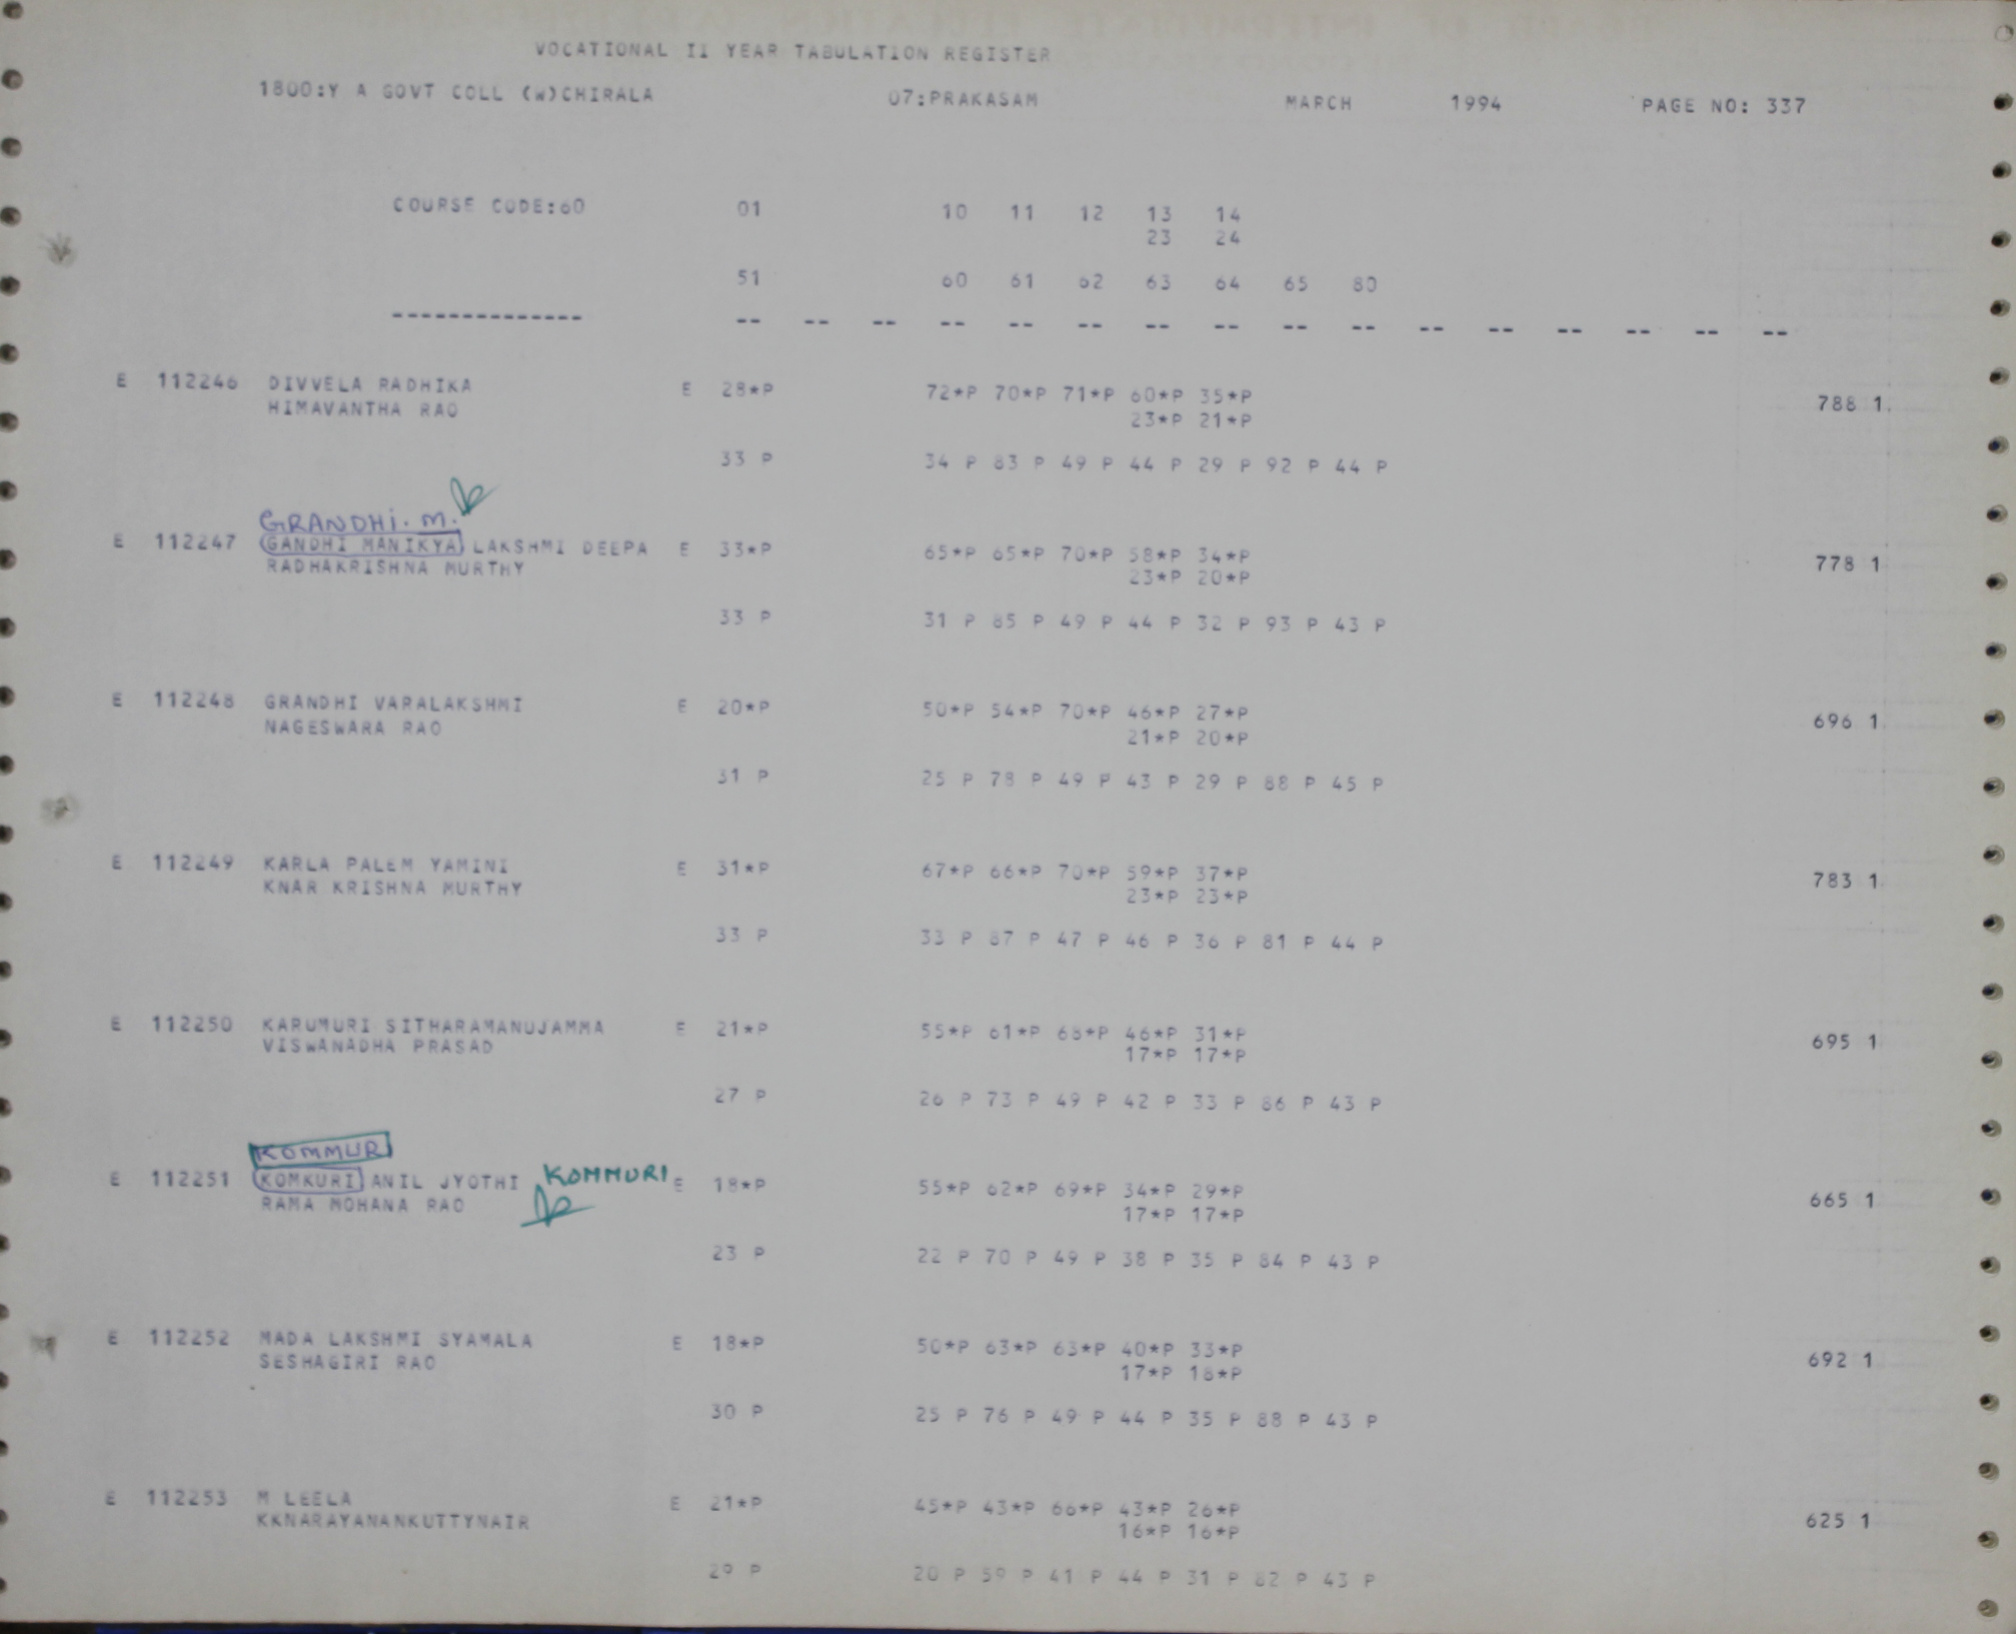 VOCATIONAL II YEAR TABULATION REGISTER
1800:Y A GOVT COLL (W)CHIRALA 07:PRAKASAM MARCH 1994 PAGE NO: 337
COURSE CODE:60 01 10 11 12 13 14
23 24
51 60 61 62 63 64 65 80
-------------- -- -- -- -- -- -- -- -- -- -- -- -- -- -- -- --
E 112246 DIVVELA RADHIKA E 28*P 72*P 70*P 71*P 60*P 35*P 788 1
HIMAVANTHA RAO 23*P 21*P
33 P 34 P 83 P 49 P 44 P 29 P 92 P 44 P
GRANDHI. M.
E 112247 GANDHI MANIKYA LAKSHMI DEEPA E 33*P 65*P 65*P 70*P 58*P 34*P 778 1
RADHAKRISHNA MURTHY 23*P 20*P
33 P 31 P 85 P 49 P 44 P 32 P 93 P 43 P
E 112248 GRANDHI VARALAKSHMI E 20*P 50*P 54*P 70*P 46*P 27*P 696 1
NAGESWARA RAO 21*P 20*P
31 P 25 P 78 P 49 P 43 P 29 P 88 P 45 P
E 112249 KARLA PALEM YAMINI E 31*P 67*P 66*P 70*P 59*P 37*P 783 1
KNAR KRISHNA MURTHY 23*P 23*P
33 P 33 P 87 P 47 P 46 P 36 P 81 P 44 P
E 112250 KARUMURI SITHARAMANUJAMMA E 21*P 55*P 61*P 68*P 46*P 31*P 695 1
VISWANADHA PRASAD 17*P 17*P
27 P 26 P 73 P 49 P 42 P 33 P 86 P 43 P
KOMMURI
E 112251 KOMKURI ANIL JYOTHI KOMMURI E 18*P 55*P 62*P 69*P 34*P 29*P 665 1
RAMA MOHANA RAO 17*P 17*P
23 P 22 P 70 P 49 P 38 P 35 P 84 P 43 P
E 112252 MADA LAKSHMI SYAMALA E 18*P 50*P 63*P 63*P 40*P 33*P 692 1
SESHAGIRI RAO 17*P 18*P
30 P 25 P 76 P 49 P 44 P 35 P 88 P 43 P
E 112253 M LEELA E 21*P 45*P 43*P 66*P 43*P 26*P 625 1
KKNARAYANANKUTTYNAIR 16*P 16*P
29 P 20 P 59 P 41 P 44 P 31 P 82 P 43 P